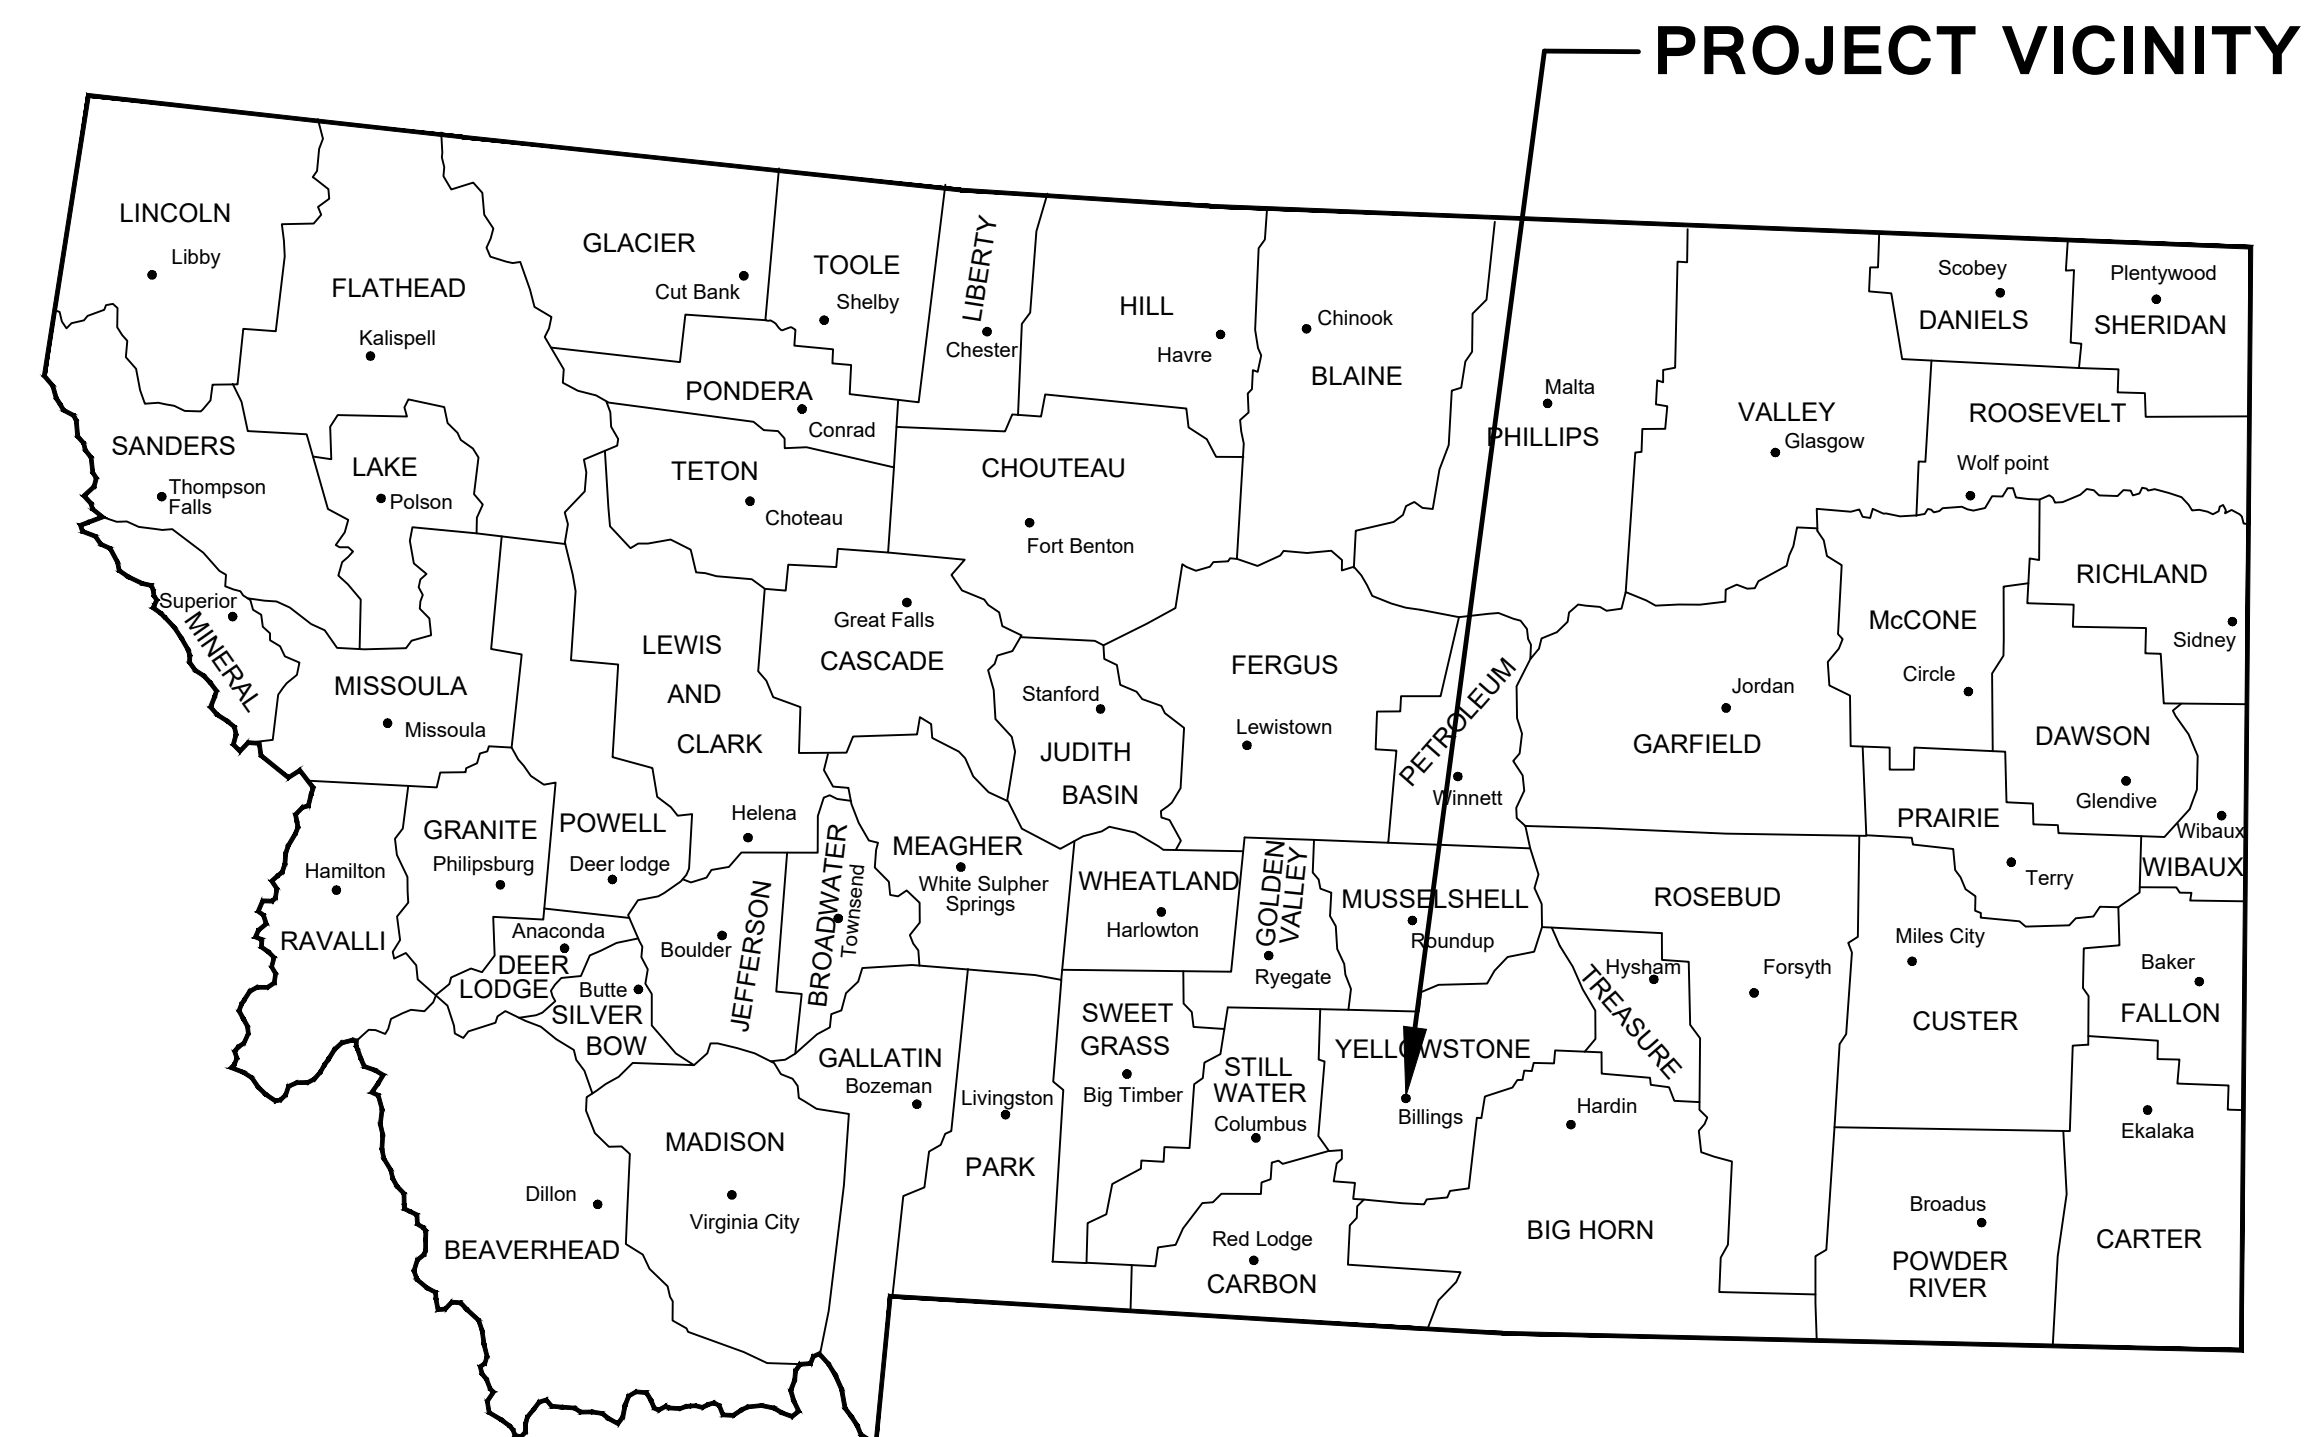 PROJECT VICINITY
LINCOLN
Libby
FLATHEAD
Kalispell
GLACIER
Cut Bank
TOOLE
Shelby
LIBERTY
Chester
HILL
Havre
Chinook
BLAINE
Malta
PHILLIPS
VALLEY
Glasgow
Scobey
DANIELS
Plentywood
SHERIDAN
ROOSEVELT
Wolf point
SANDERS
Thompson
Falls
LAKE
Polson
PONDERA
Conrad
TETON
Choteau
CHOUTEAU
Fort Benton
RICHLAND
Sidney
McCONE
Circle
Superior
MINERAL
MISSOULA
Missoula
LEWIS
AND
CLARK
Helena
Great Falls
CASCADE
Stanford
JUDITH
BASIN
FERGUS
Lewistown
PETROLEUM
Winnett
Jordan
GARFIELD
DAWSON
Glendive
PRAIRIE
Terry
Wibaux
WIBAUX
Hamilton
RAVALLI
GRANITE
Philipsburg
POWELL
Deer lodge
Anaconda
DEER
LODGE
Butte
SILVER
BOW
Boulder
JEFFERSON
BROADWATER
Townsend
MEAGHER
White Sulpher
Springs
WHEATLAND
Harlowton
GOLDEN
VALLEY
Ryegate
MUSSELSHELL
Roundup
ROSEBUD
Forsyth
Hysham
TREASURE
Miles City
CUSTER
Baker
FALLON
GALLATIN
Bozeman
Livingston
PARK
SWEET
GRASS
Big Timber
STILL
WATER
Columbus
YELLOWSTONE
Billings
Hardin
BIG HORN
MADISON
Virginia City
Dillon
BEAVERHEAD
Red Lodge
CARBON
Broadus
POWDER
RIVER
Ekalaka
CARTER